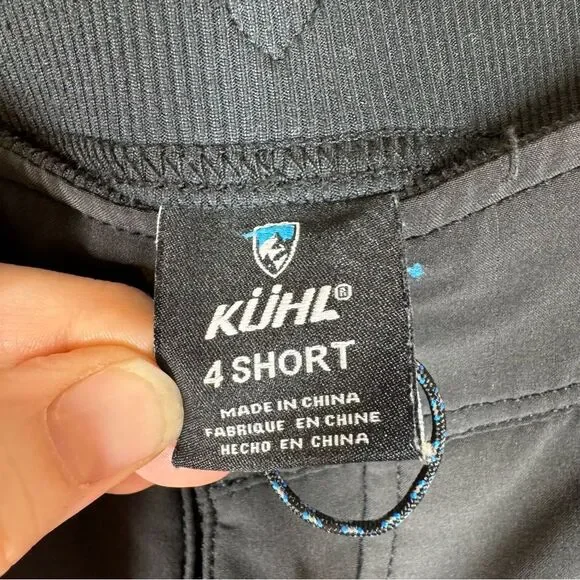 KÜHL®
4 SHORT
MADE IN CHINA
FABRIQUE EN CHINE
HECHO EN CHINA